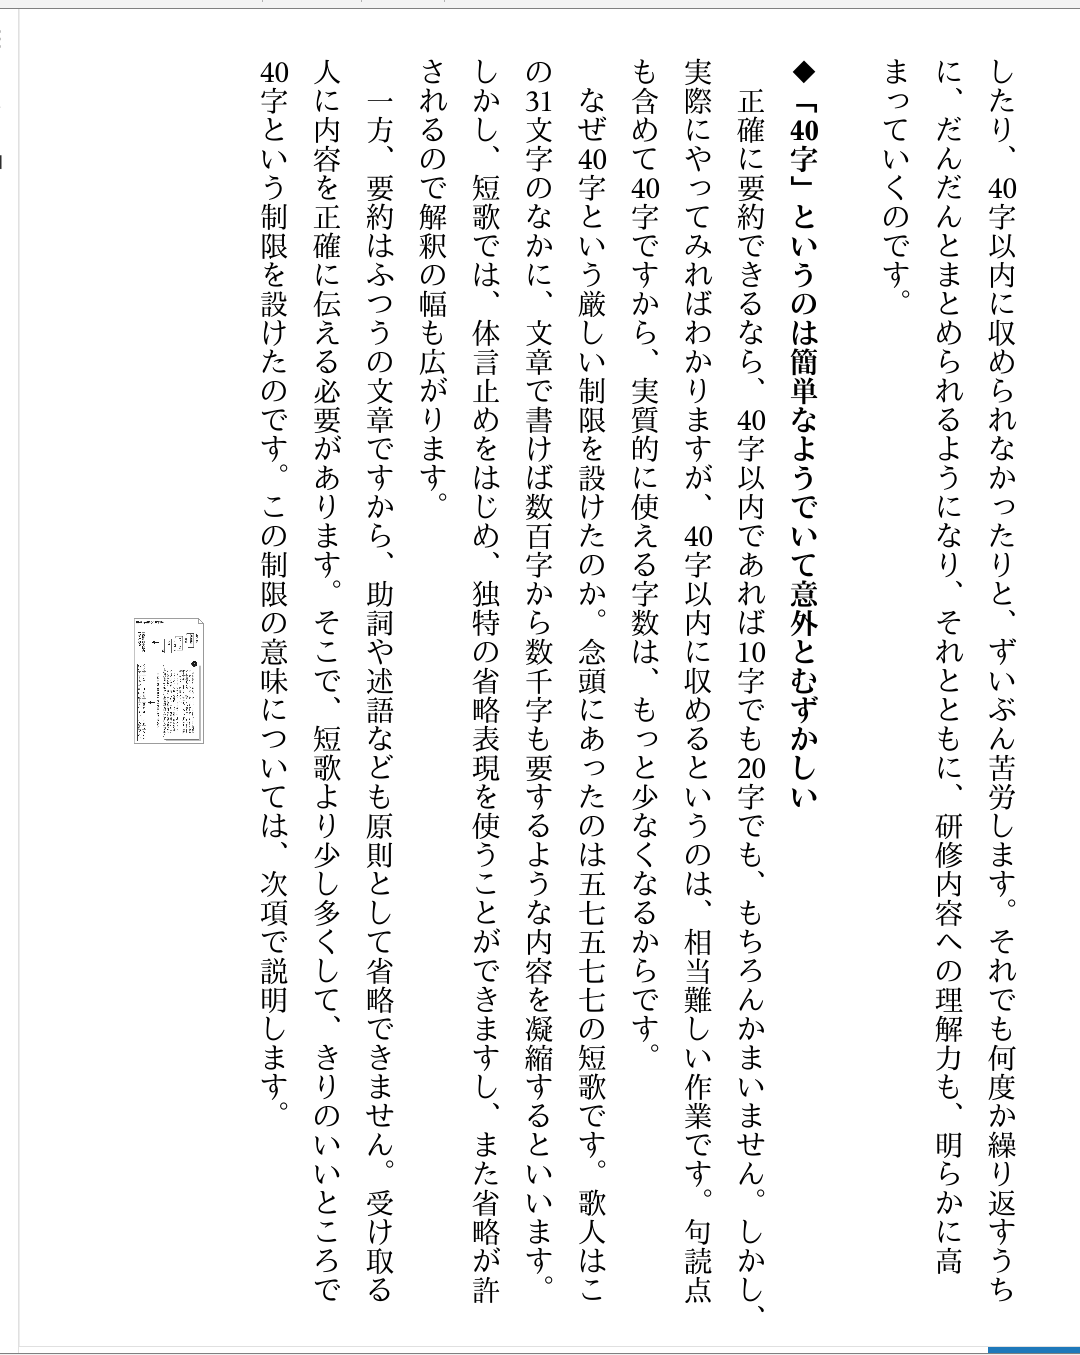 したり、40字以内に収められなかったりと、ずいぶん苦労します。それでも何度か繰り返すうち
に、だんだんとまとめられるようになり、それとともに、研修内容への理解力も、明らかに高
まっていくのです。
◆「40字」というのは簡単なようでいて意外とむずかしい
　正確に要約できるなら、40字以内であれば10字でも20字でも、もちろんかまいません。しかし、
実際にやってみればわかりますが、40字以内に収めるというのは、相当難しい作業です。句読点
も含めて40字ですから、実質的に使える字数は、もっと少なくなるからです。
　なぜ40字という厳しい制限を設けたのか。念頭にあったのは五七五七七の短歌です。歌人はこ
の31文字のなかに、文章で書けば数百字から数千字も要するような内容を凝縮するといいます。
しかし、短歌では、体言止めをはじめ、独特の省略表現を使うことができますし、また省略が許
されるので解釈の幅も広がります。
　一方、要約はふつうの文章ですから、助詞や述語なども原則として省略できません。受け取る
人に内容を正確に伝える必要があります。そこで、短歌より少し多くして、きりのいいところで
40字という制限を設けたのです。この制限の意味については、次項で説明します。